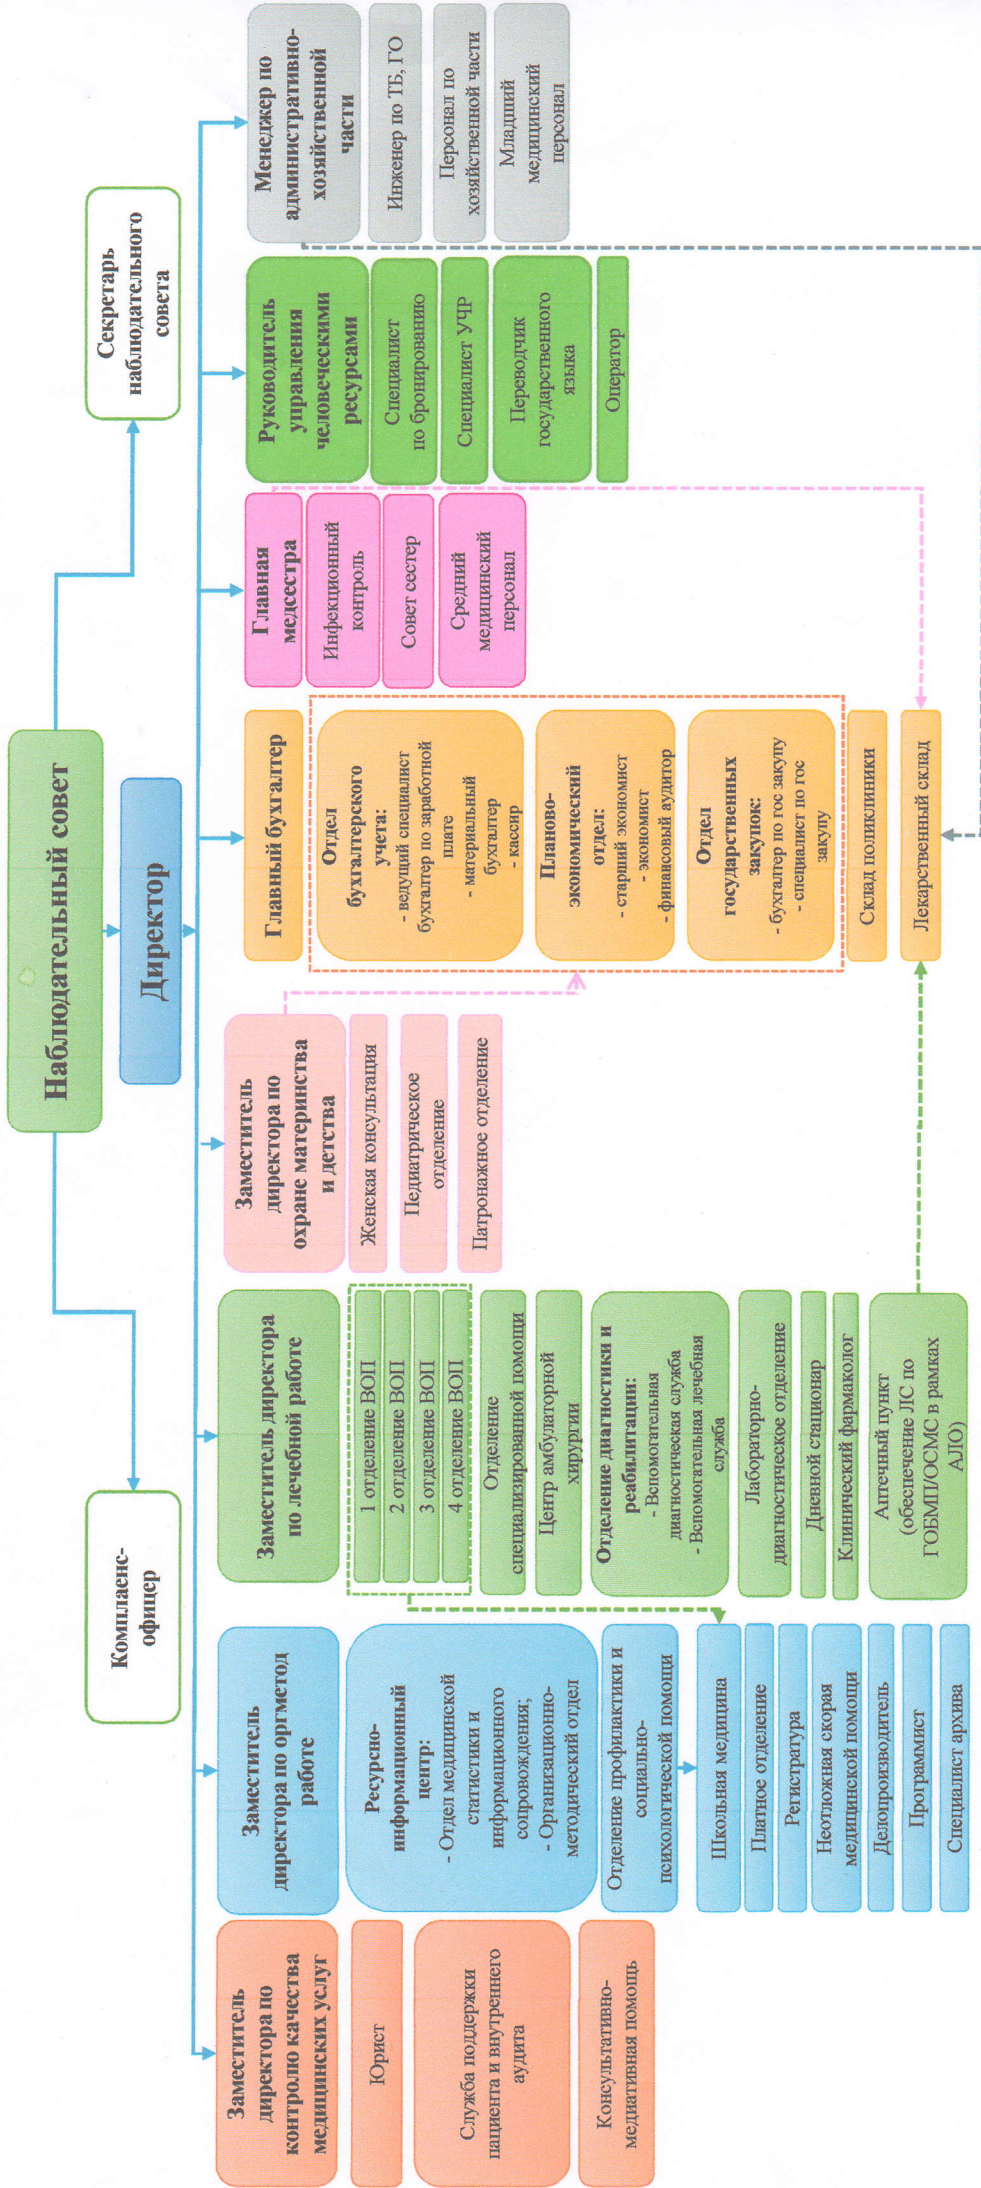 Наблюдательный совет
Директор
Комплаенс-
офицер
Секретарь
наблюдательного
совета
Заместитель
директора по
контролю качества
медицинских услуг
Юрист
Служба поддержки
пациента и внутреннего
аудита
Консультативно-
медиативная помощь
Заместитель
директора по оргметод
работе
Ресурсно-
информационный
центр:
- Отдел медицинской
статистики и
информационного
сопровождения;
- Организационно-
методический отдел
Отделение профилактики и
социально-
психологической помощи
Школьная медицина
Платное отделение
Регистратура
Неотложная скорая
медицинской помощи
Делопроизводитель
Программист
Специалист архива
Заместитель директора
по лечебной работе
1 отделение ВОП
2 отделение ВОП
3 отделение ВОП
4 отделение ВОП
Отделение
специализированной помощи
Центр амбулаторной
хирургии
Отделение диагностики и
реабилитации:
- Вспомогательная
диагностическая служба
- Вспомогательная лечебная
служба
Лабораторно-
диагностическое отделение
Дневной стационар
Клинический фармаколог
Аптечный пункт
(обеспечение ЛС по
ГОБМП/ОСМС в рамках
АЛО)
Заместитель
директора по
охране материнства
и детства
Женская консультация
Педиатрическое
отделение
Патронажное отделение
Главный бухгалтер
Отдел
бухгалтерского
учета:
- ведущий специалист
бухгалтер по заработной
плате
- материальный
бухгалтер
- кассир
Планово-
экономический
отдел:
- старший экономист
- экономист
- финансовый аудитор
Отдел
государственных
закупок:
- бухгалтер по гос закупу
- специалист по гос
закупу
Склад поликлиники
Лекарственный склад
Главная
медсестра
Инфекционный
контроль
Совет сестер
Средний
медицинский
персонал
Руководитель
управления
человеческими
ресурсами
Специалист
по бронированию
Специалист УЧР
Переводчик
государственного
языка
Оператор
Менеджер по
административно-
хозяйственной
части
Инженер по ТБ, ГО
Персонал по
хозяйственной части
Младший
медицинский
персонал